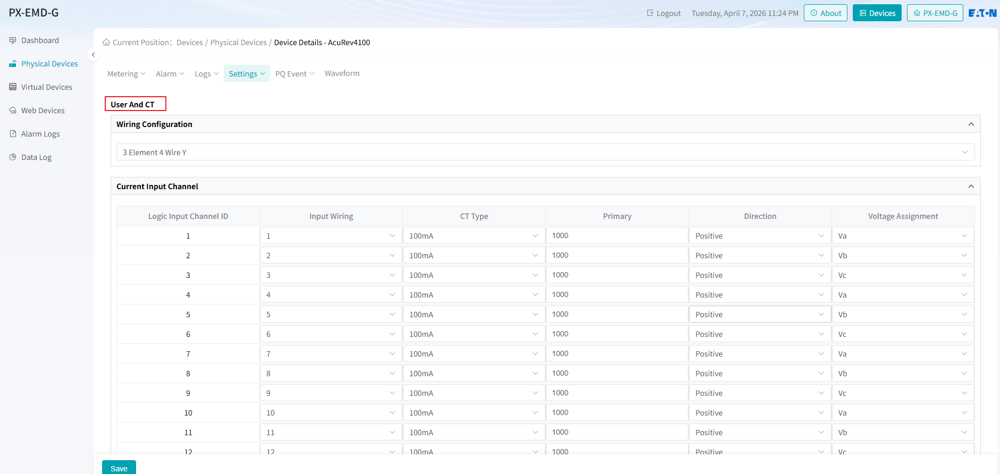 PX-EMD-G
Logout Tuesday, April 7, 2026 11:24 PM About Devices PX-EMD-G EATON
Dashboard
Physical Devices
Virtual Devices
Web Devices
Alarm Logs
Data Log
Current Position: Devices / Physical Devices / Device Details - AcuRev4100
Metering Alarm Logs Settings PQ Event Waveform
User And CT
Wiring Configuration
3 Element 4 Wire Y
Current Input Channel
Logic Input Channel ID Input Wiring CT Type Primary Direction Voltage Assignment
1 1 100mA 1000 Positive Va
2 2 100mA 1000 Positive Vb
3 3 100mA 1000 Positive Vc
4 4 100mA 1000 Positive Va
5 5 100mA 1000 Positive Vb
6 6 100mA 1000 Positive Vc
7 7 100mA 1000 Positive Va
8 8 100mA 1000 Positive Vb
9 9 100mA 1000 Positive Vc
10 10 100mA 1000 Positive Va
11 11 100mA 1000 Positive Vb
12 12 100mA 1000 Positive Vc
Save